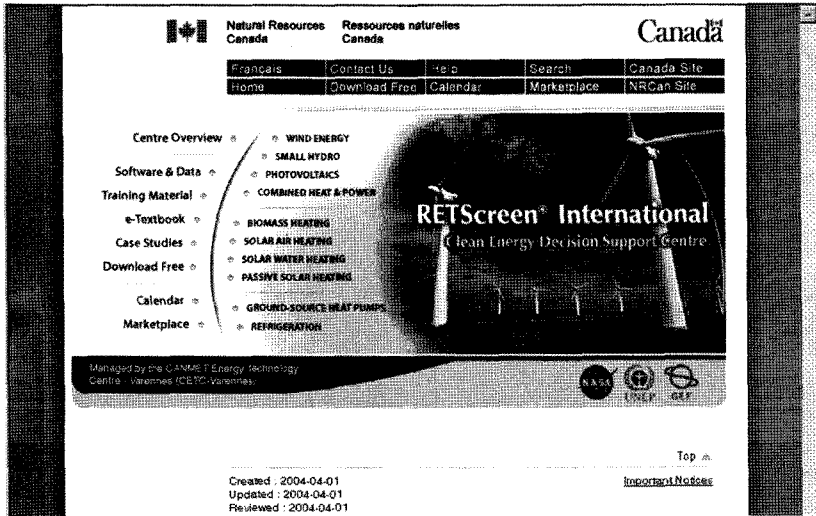 Natural Resources Canada
Ressources naturelles Canada
Canada
Français Contact Us Help Search Canada Site
Home Download Free Calendar Marketplace NRCan Site
Centre Overview
Software & Data
Training Material
e-Textbook
Case Studies
Download Free
Calendar
Marketplace
WIND ENERGY
SMALL HYDRO
PHOTOVOLTAICS
COMBINED HEAT & POWER
BIOMASS HEATING
SOLAR AIR HEATING
SOLAR WATER HEATING
PASSIVE SOLAR HEATING
GROUND-SOURCE HEAT PUMPS
REFRIGERATION
RETScreen® International
Clean Energy Decision Support Centre
Managed by the CANMET Energy Technology
Centre - Varennes (CETC-Varennes)
NASA UNEP GEF
Top
Created : 2004-04-01
Updated : 2004-04-01
Reviewed : 2004-04-01
Important Notices